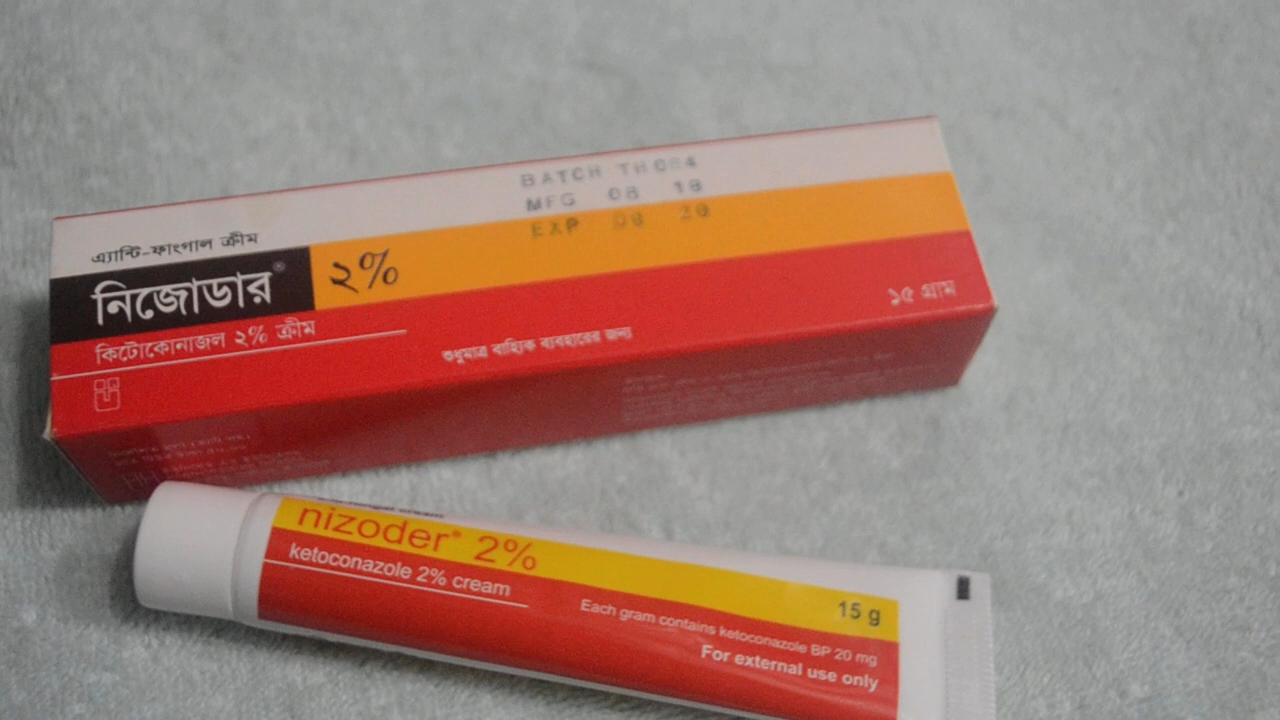 BATCH TH084
MFG 08 18
EXP 08 20
এ্যান্টি-ফাংগাল ক্রীম
নিজোডার® ২%
কিটোকোনাজল ২% ক্রীম
১৫ গ্রাম
শুধুমাত্র বাহ্যিক ব্যবহারের জন্য
nizoder® 2%
ketoconazole 2% cream
15 g
Each gram contains ketoconazole BP 20 mg
For external use only